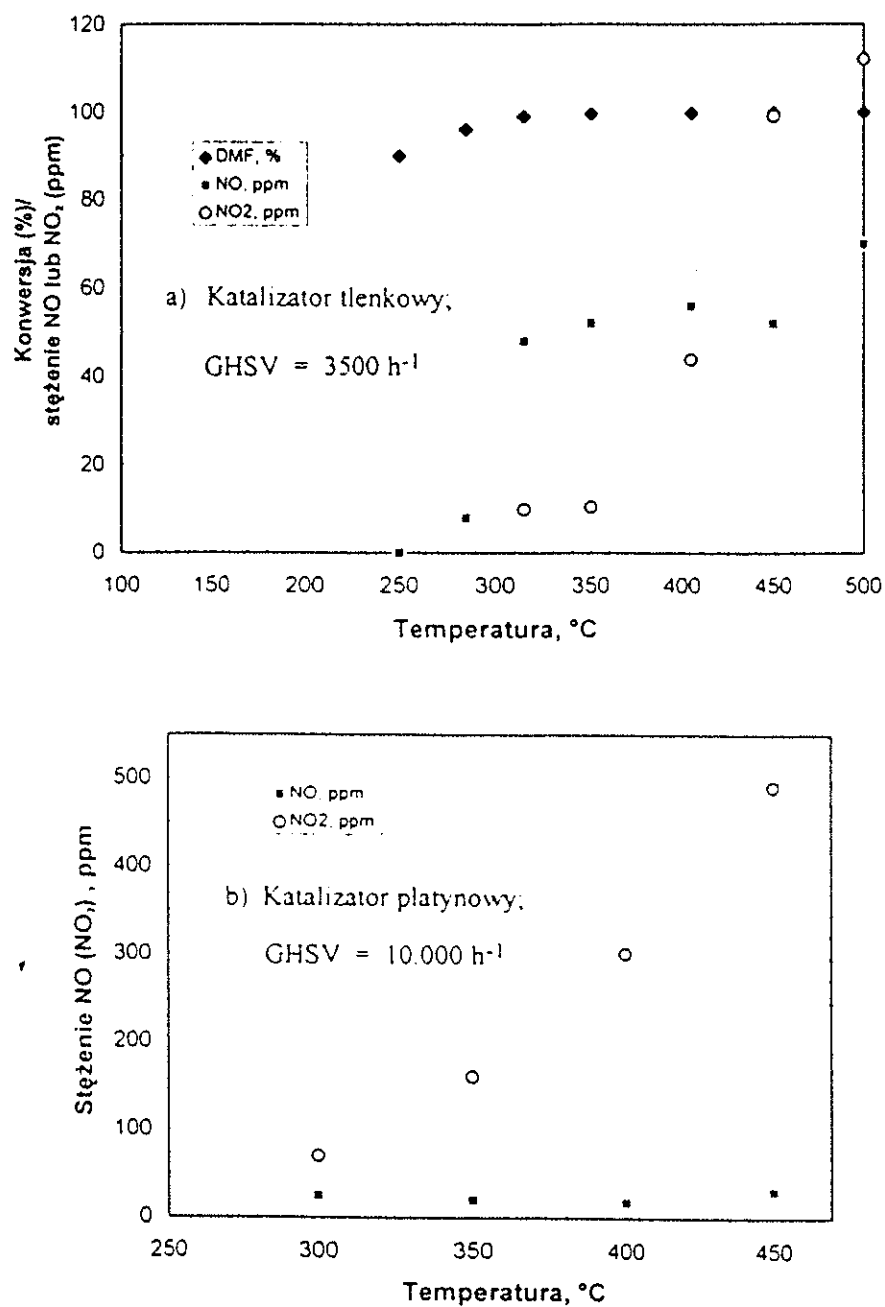 120
100
80
60
40
20
0
Konwersja (%)/
stężenie NO lub NO₂ (ppm)
DMF, %
NO, ppm
NO2, ppm
a) Katalizator tlenkowy;
GHSV = 3500 h⁻¹
100 150 200 250 300 350 400 450 500
Temperatura, °C
500
400
300
200
100
0
Stężenie NO (NO₂) , ppm
NO, ppm
NO2, ppm
b) Katalizator platynowy;
GHSV = 10.000 h⁻¹
250 300 350 400 450
Temperatura, °C